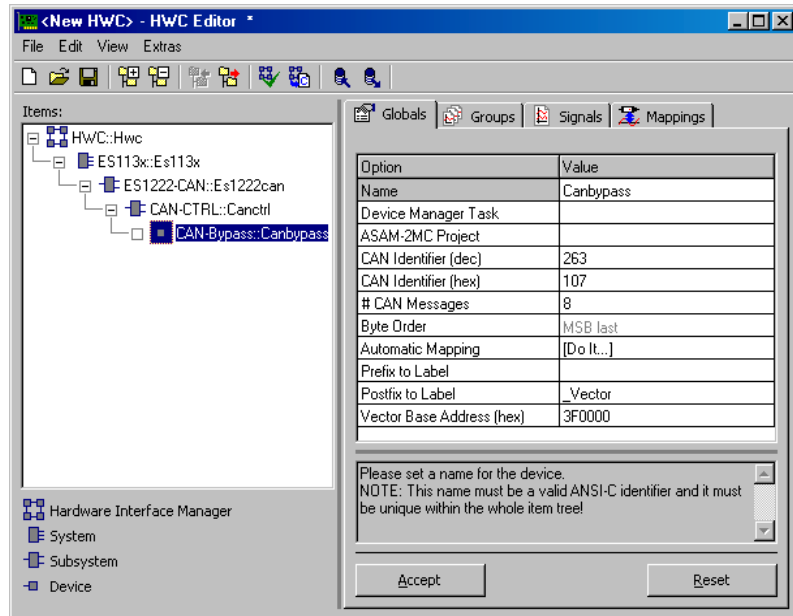 <New HWC> - HWC Editor *
File Edit View Extras
Items:
HWC::Hwc
ES113x::Es113x
ES1222-CAN::Es1222can
CAN-CTRL::Canctrl
CAN-Bypass::Canbypass
Hardware Interface Manager
System
Subsystem
Device
Globals Groups Signals Mappings
Option Value
Name Canbypass
Device Manager Task
ASAM-2MC Project
CAN Identifier (dec) 263
CAN Identifier (hex) 107
# CAN Messages 8
Byte Order MSB last
Automatic Mapping [Do It...]
Prefix to Label
Postfix to Label _Vector
Vector Base Address (hex) 3F0000
Please set a name for the device.
NOTE: This name must be a valid ANSI-C identifier and it must
be unique within the whole item tree!
Accept Reset